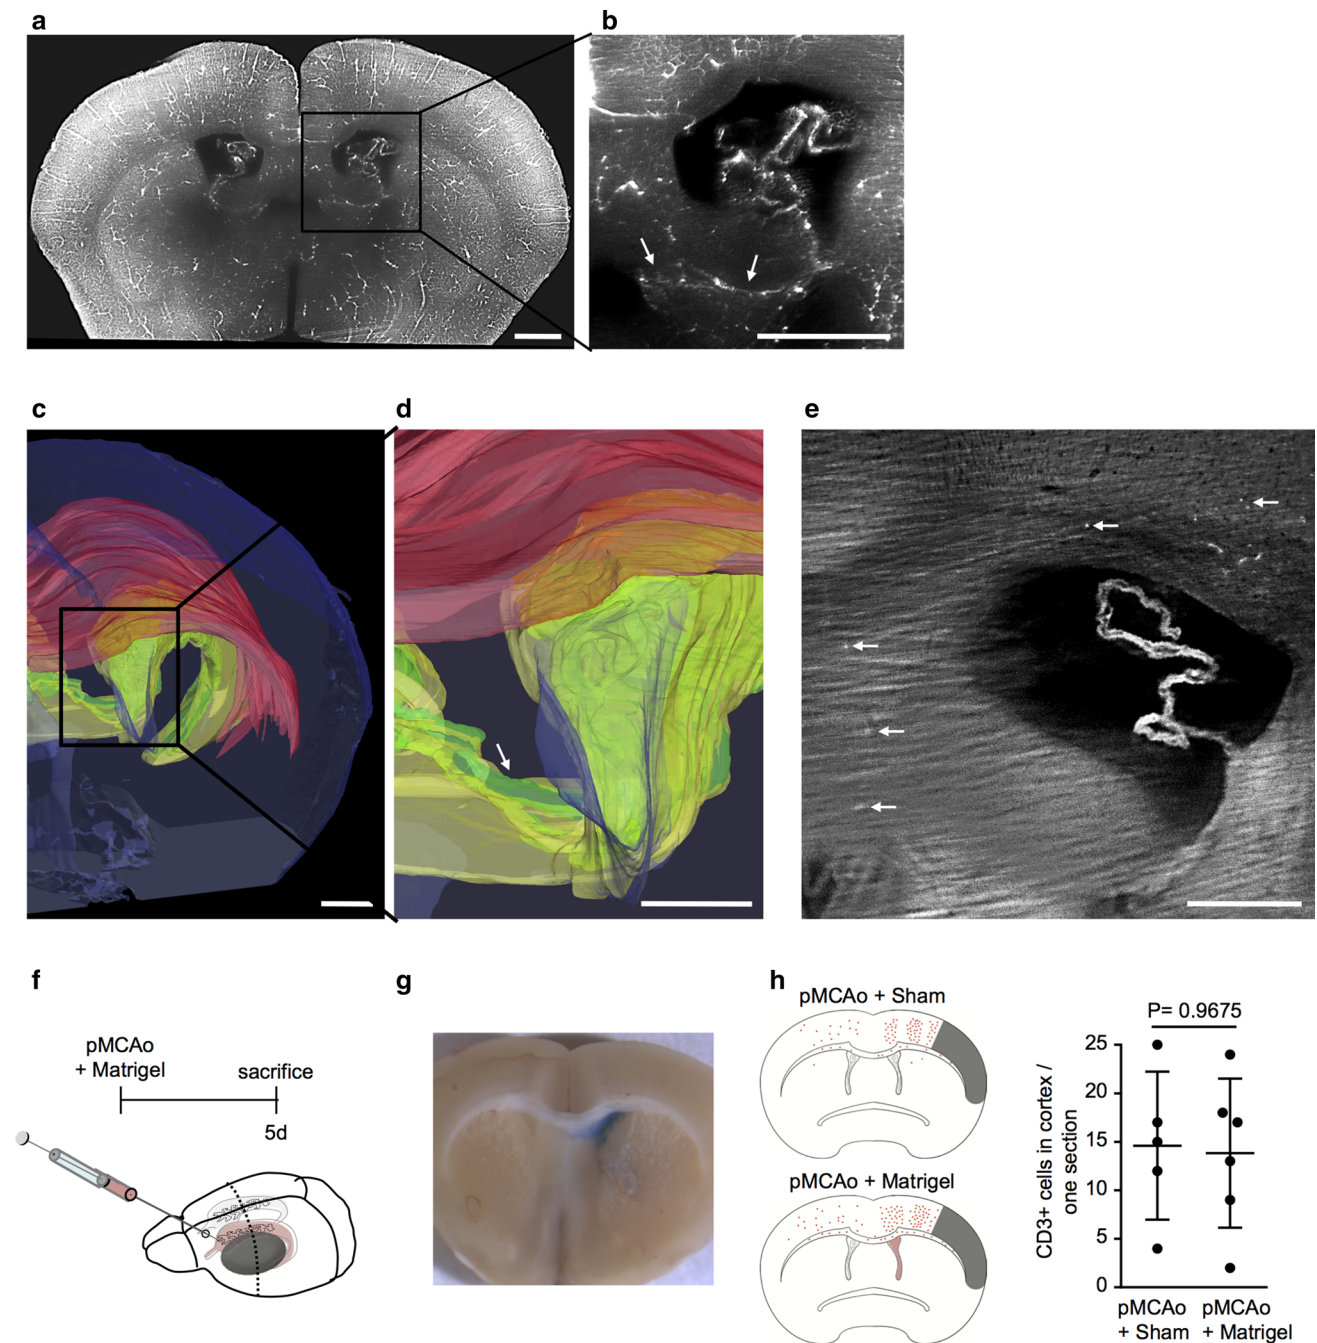 a
b
c
d
e
f
g
h
pMCAo
+ Matrigel
sacrifice
5d
pMCAo + Sham
pMCAo + Matrigel
P= 0.9675
CD3+ cells in cortex /
one section
25
20
15
10
5
0
pMCAo
+ Sham
pMCAo
+ Matrigel